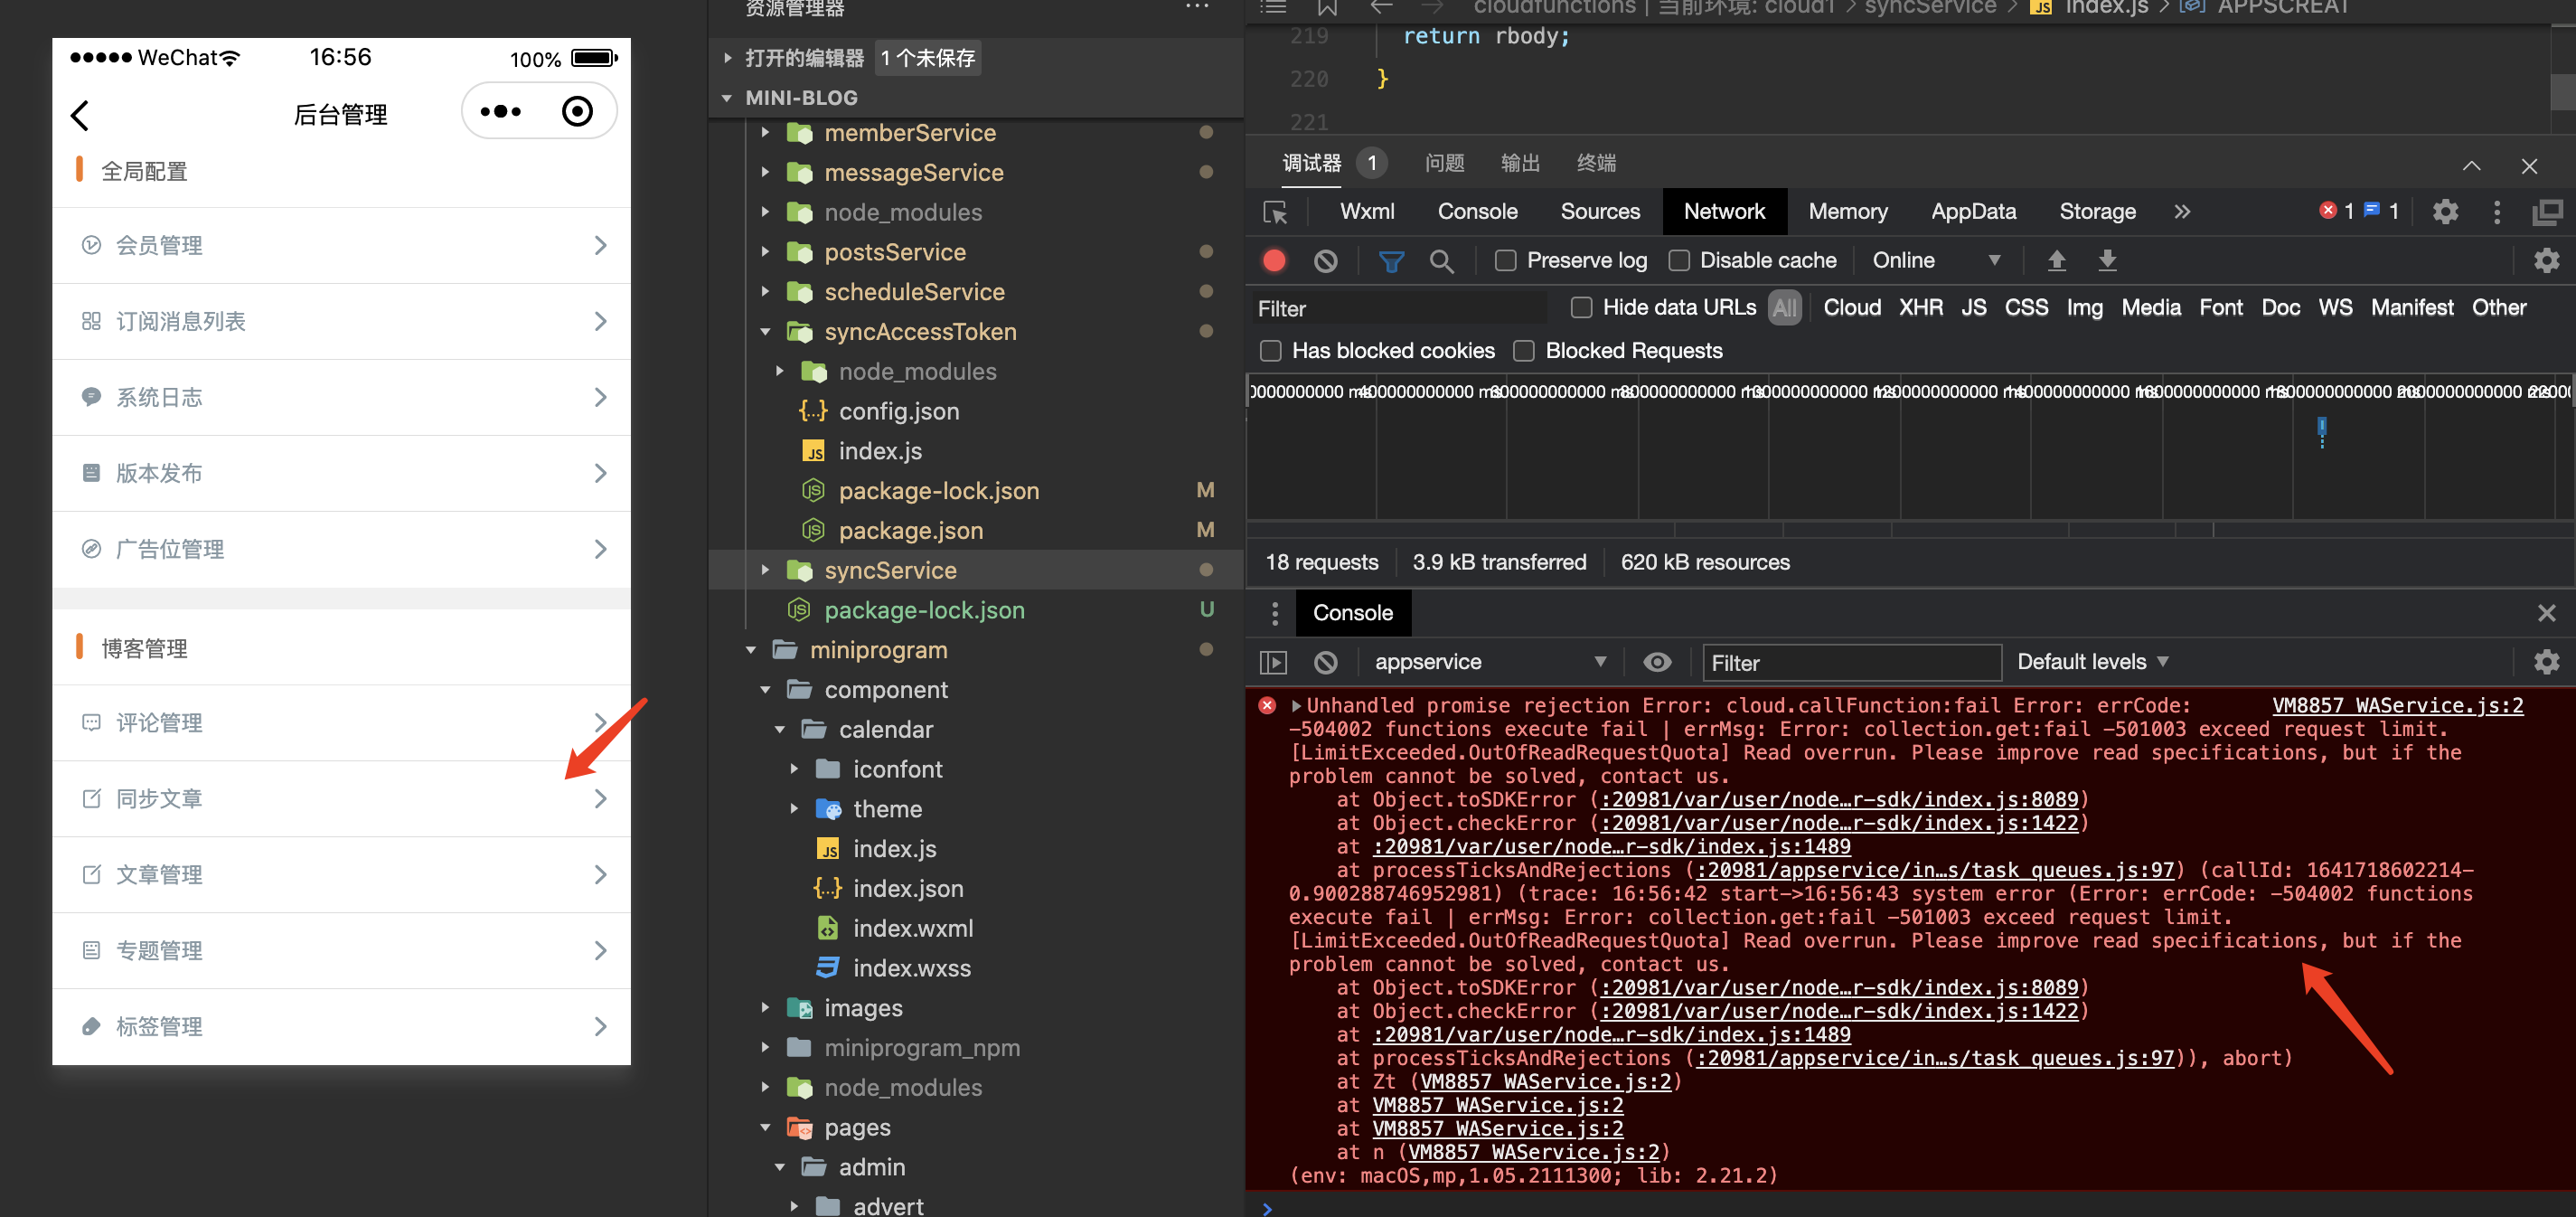 WeChat
16:56
100%
后台管理
全局配置
会员管理
订阅消息列表
系统日志
版本发布
广告位管理
博客管理
评论管理
同步文章
文章管理
专题管理
标签管理
资源管理器
打开的编辑器 1 个未保存
MINI-BLOG
memberService
messageService
node_modules
postsService
scheduleService
syncAccessToken
node_modules
config.json
index.js
package-lock.json M
package.json M
syncService
package-lock.json U
miniprogram
component
calendar
iconfont
theme
index.js
index.json
index.wxml
index.wxss
images
miniprogram_npm
node_modules
pages
admin
advert
cloudfunctions | 当前环境: cloud1 > syncService > JS index.js > APPSCREAT
219 return rbody;
220 }
221
调试器 1 问题 输出 终端
Wxml Console Sources Network Memory AppData Storage 1 1
Preserve log Disable cache Online
Filter Hide data URLs All Cloud XHR JS CSS Img Media Font Doc WS Manifest Other
Has blocked cookies Blocked Requests
18 requests 3.9 kB transferred 620 kB resources
Console
appservice Filter Default levels
Unhandled promise rejection Error: cloud.callFunction:fail Error: errCode: VM8857 WAService.js:2
-504002 functions execute fail | errMsg: Error: collection.get:fail -501003 exceed request limit.
[LimitExceeded.OutOfReadRequestQuota] Read overrun. Please improve read specifications, but if the
problem cannot be solved, contact us.
at Object.toSDKError (:20981/var/user/node…r-sdk/index.js:8089)
at Object.checkError (:20981/var/user/node…r-sdk/index.js:1422)
at :20981/var/user/node…r-sdk/index.js:1489
at processTicksAndRejections (:20981/appservice/in…s/task_queues.js:97) (callId: 1641718602214-
0.900288746952981) (trace: 16:56:42 start->16:56:43 system error (Error: errCode: -504002 functions
execute fail | errMsg: Error: collection.get:fail -501003 exceed request limit.
[LimitExceeded.OutOfReadRequestQuota] Read overrun. Please improve read specifications, but if the
problem cannot be solved, contact us.
at Object.toSDKError (:20981/var/user/node…r-sdk/index.js:8089)
at Object.checkError (:20981/var/user/node…r-sdk/index.js:1422)
at :20981/var/user/node…r-sdk/index.js:1489
at processTicksAndRejections (:20981/appservice/in…s/task_queues.js:97)), abort)
at Zt (VM8857 WAService.js:2)
at VM8857 WAService.js:2
at VM8857 WAService.js:2
at n (VM8857 WAService.js:2)
(env: macOS,mp,1.05.2111300; lib: 2.21.2)